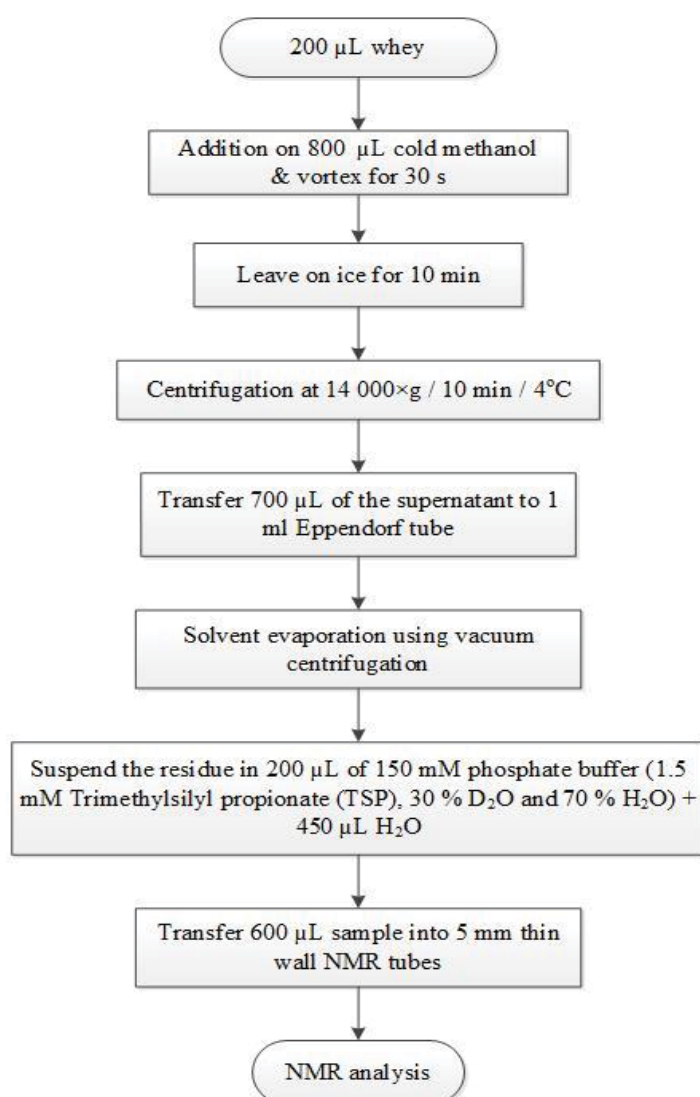 200 µL whey
Addition on 800 µL cold methanol
& vortex for 30 s
Leave on ice for 10 min
Centrifugation at 14 000×g / 10 min / 4°C
Transfer 700 µL of the supernatant to 1
ml Eppendorf tube
Solvent evaporation using vacuum
centrifugation
Suspend the residue in 200 µL of 150 mM phosphate buffer (1.5
mM Trimethylsilyl propionate (TSP), 30 % D₂O and 70 % H₂O) +
450 µL H₂O
Transfer 600 µL sample into 5 mm thin
wall NMR tubes
NMR analysis